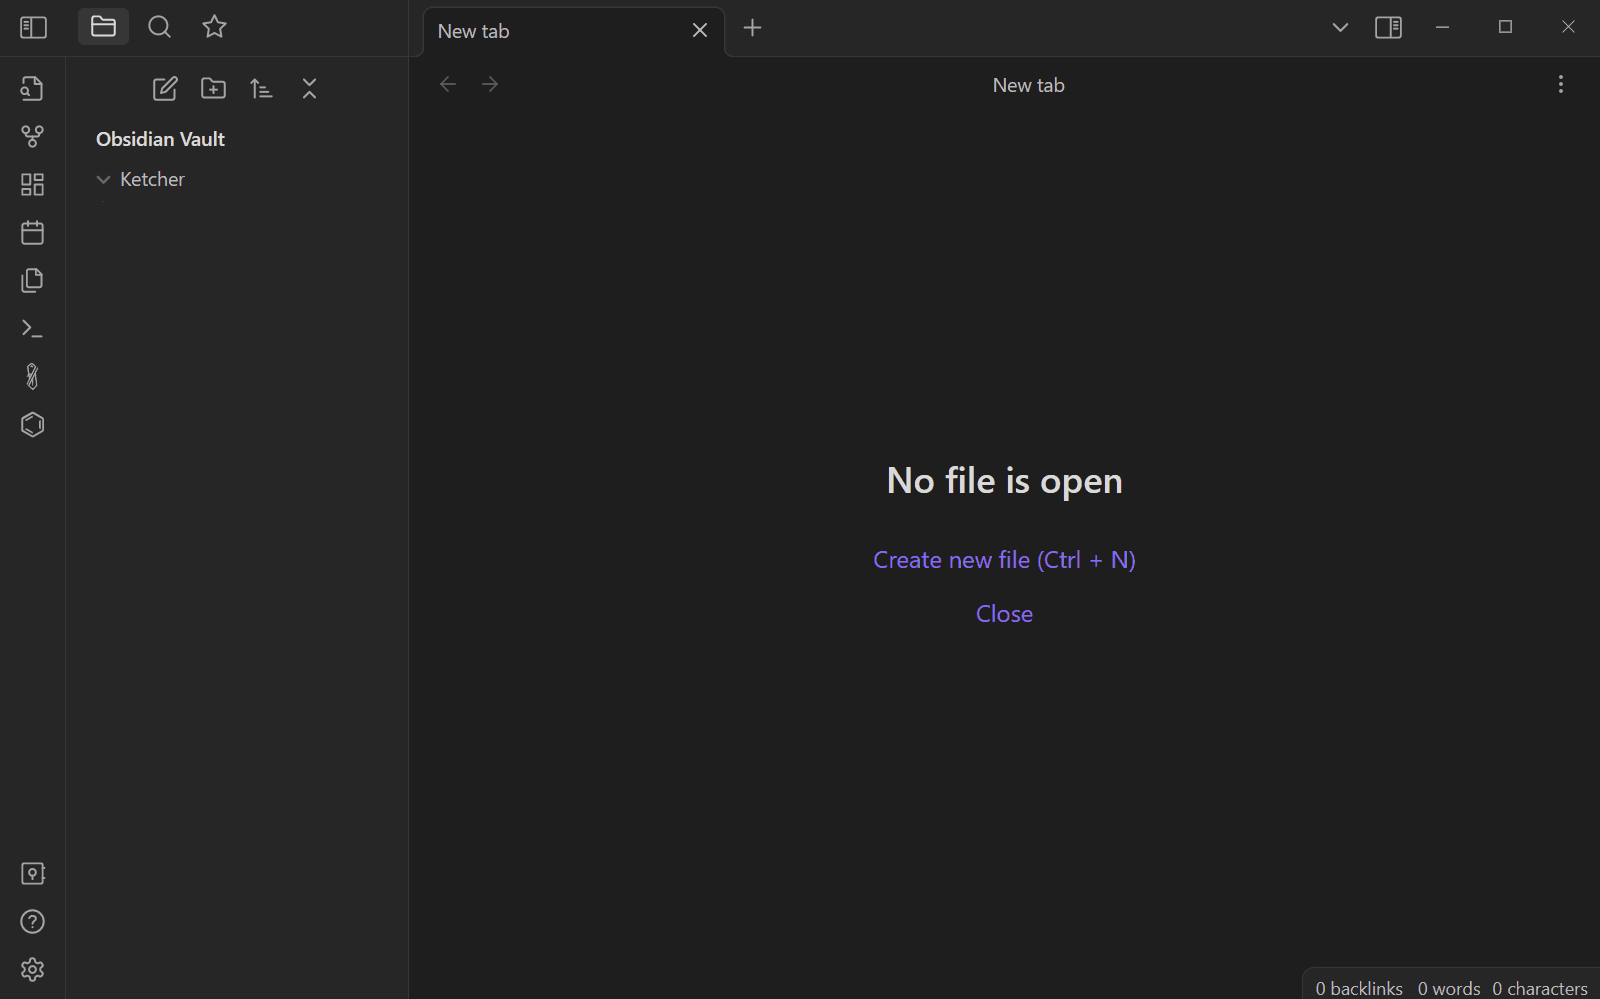 New tab
New tab
Obsidian Vault
Ketcher
No file is open
Create new file (Ctrl + N)
Close
0 backlinks 0 words 0 characters